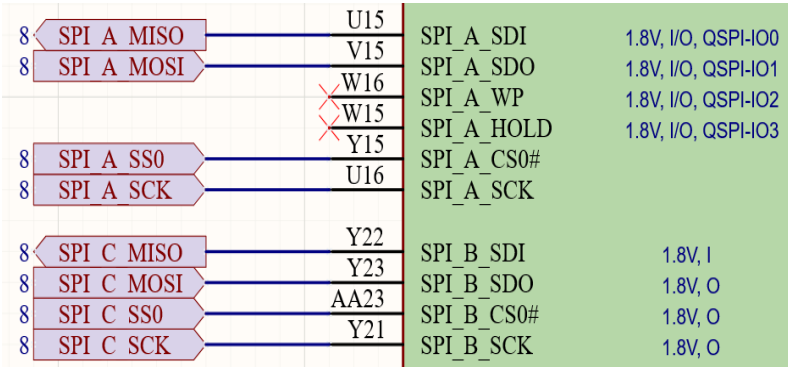 8 SPI_A_MISO U15 SPI_A_SDI 1.8V, I/O, QSPI-IO0
8 SPI_A_MOSI V15 SPI_A_SDO 1.8V, I/O, QSPI-IO1
W16 SPI_A_WP 1.8V, I/O, QSPI-IO2
W15 SPI_A_HOLD 1.8V, I/O, QSPI-IO3
8 SPI_A_SS0 Y15 SPI_A_CS0#
8 SPI_A_SCK U16 SPI_A_SCK
8 SPI_C_MISO Y22 SPI_B_SDI 1.8V, I
8 SPI_C_MOSI Y23 SPI_B_SDO 1.8V, O
8 SPI_C_SS0 AA23 SPI_B_CS0# 1.8V, O
8 SPI_C_SCK Y21 SPI_B_SCK 1.8V, O